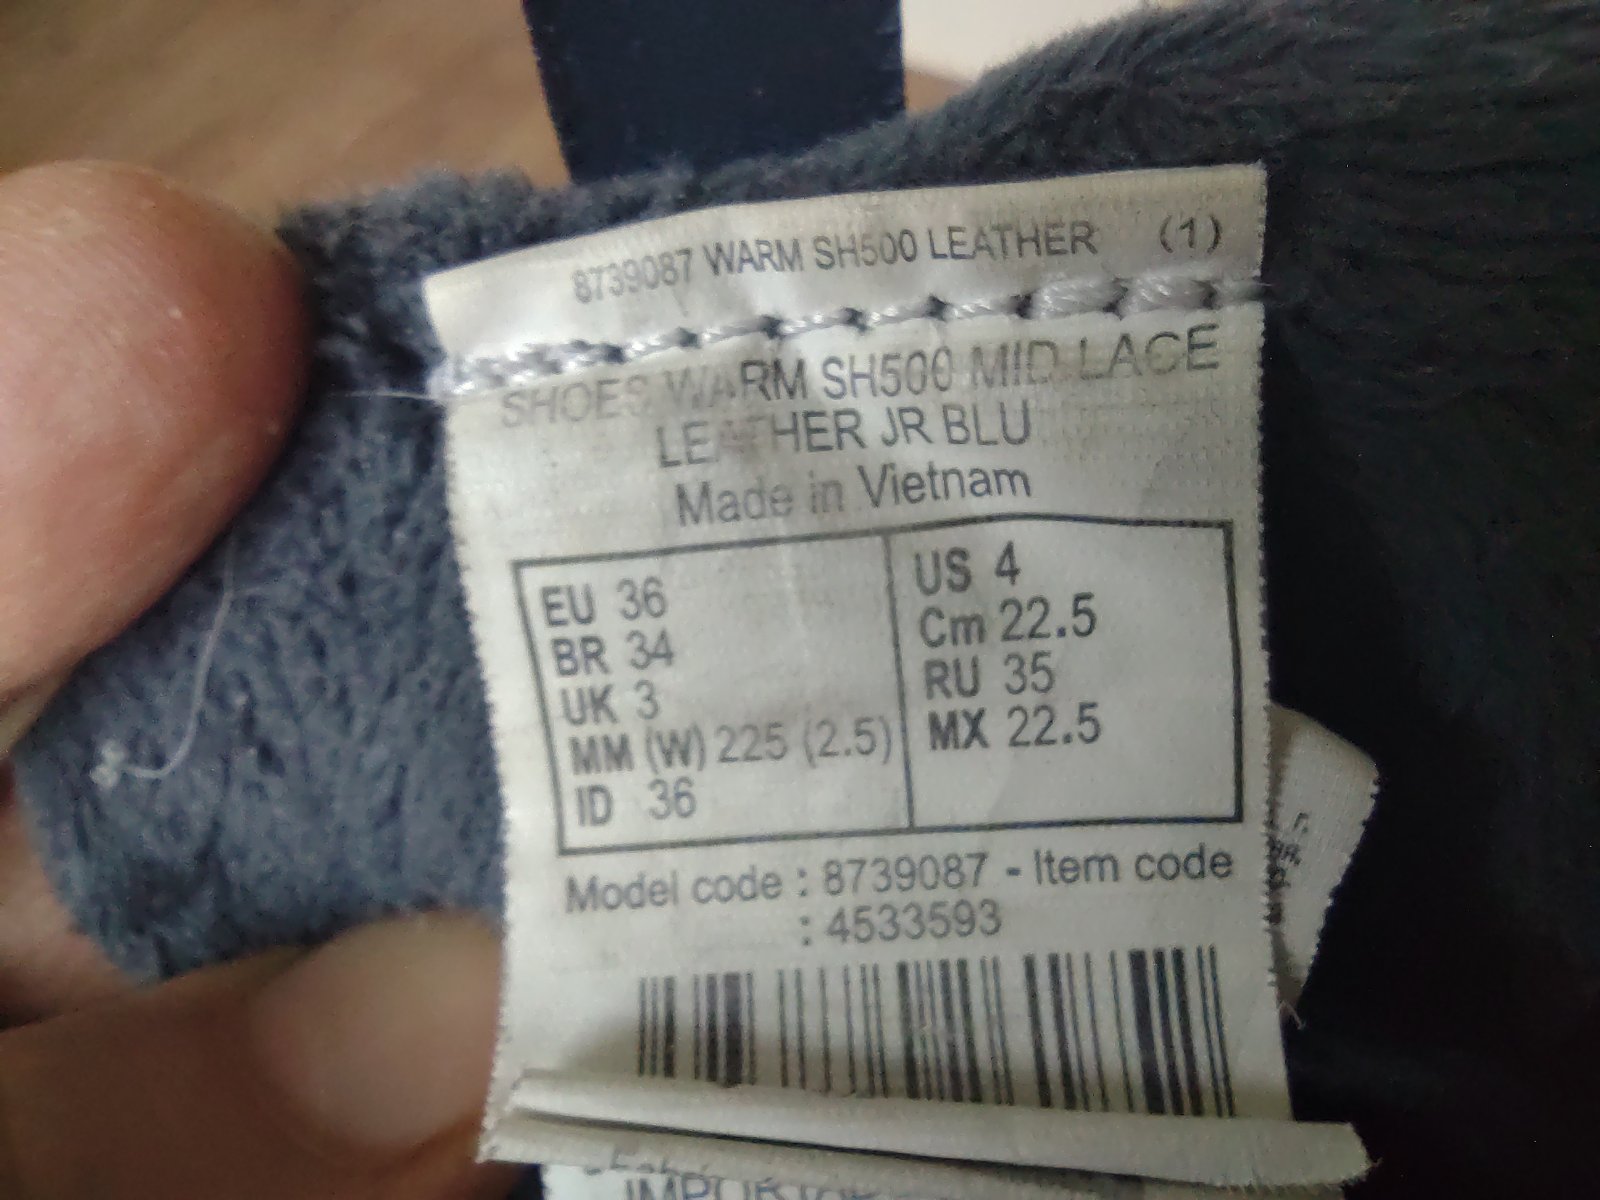 8739087 WARM SH500 LEATHER (1)
SHOES WARM SH500 MID LACE
LEATHER JR BLU
Made in Vietnam
EU 36
BR 34
UK 3
MM (W) 225 (2.5)
ID 36
US 4
Cm 22.5
RU 35
MX 22.5
Model code : 8739087 - Item code
: 4533593